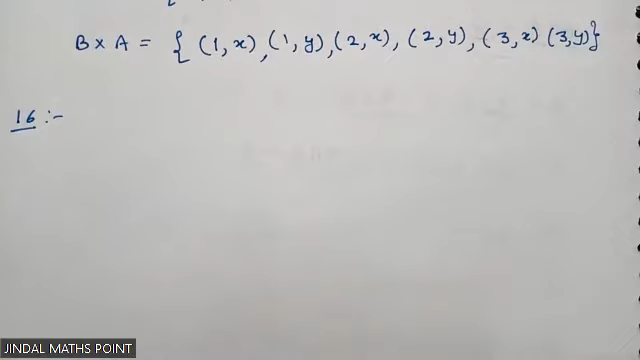 B × A = { (1, x), (1, y), (2, x), (2, y), (3, x) (3, y)}
16 :-
JINDAL MATHS POINT